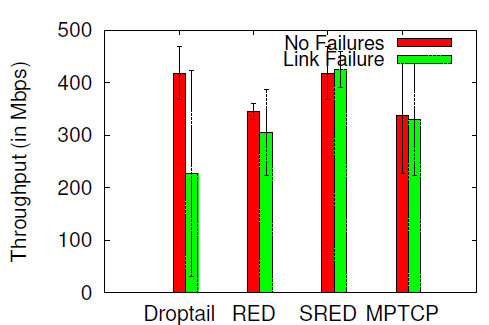 500
No Failures
Link Failure
400
300
200
100
0
Throughput (in Mbps)
Droptail RED SRED MPTCP